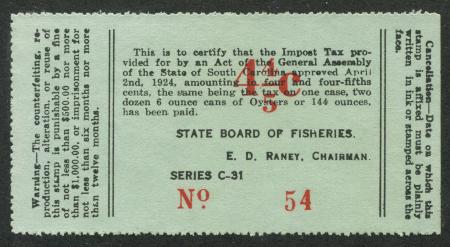 Warning—The counterfeiting, re-
production, alteration, or reuse of
this stamp is punishable by a fine
of not less than $500.00 nor more
than $1,000.00, or imprisonment for
not less than six months nor more
than twelve months.
This is to certify that the Impost Tax pro-
vided for by an Act of the General Assembly
of the State of South Carolina approved April
2nd, 1924, amounting to four and four-fifths
cents, the same being the tax on one case, two
dozen 6 ounce cans of Oysters or 144 ounces,
has been paid.
4 4/5 c
STATE BOARD OF FISHERIES.
E. D. RANEY, CHAIRMAN.
SERIES C-31
No 54
Cancellation—Date on which this
stamp is affixed must be plainly
written in ink or stamped across the
face.